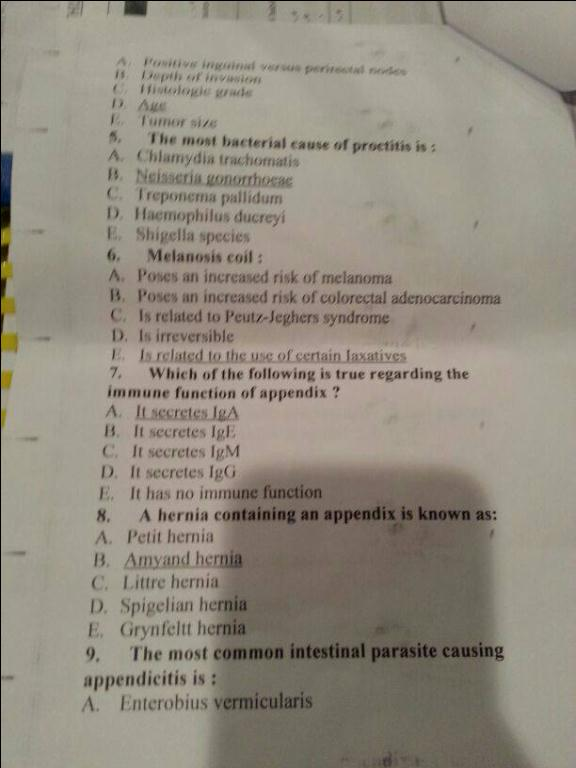 A. Positive inguinal versus perirectal nodes
B. Depth of invasion
C. Histologic grade
D. Age
E. Tumor size
5. The most bacterial cause of proctitis is :
A. Chlamydia trachomatis
B. Neisseria gonorrhoeae
C. Treponema pallidum
D. Haemophilus ducreyi
E. Shigella species
6. Melanosis coil :
A. Poses an increased risk of melanoma
B. Poses an increased risk of colorectal adenocarcinoma
C. Is related to Peutz-Jeghers syndrome
D. Is irreversible
E. Is related to the use of certain laxatives
7. Which of the following is true regarding the
immune function of appendix ?
A. It secretes IgA
B. It secretes IgE
C. It secretes IgM
D. It secretes IgG
E. It has no immune function
8. A hernia containing an appendix is known as:
A. Petit hernia
B. Amyand hernia
C. Littre hernia
D. Spigelian hernia
E. Grynfeltt hernia
9. The most common intestinal parasite causing
appendicitis is :
A. Enterobius vermicularis